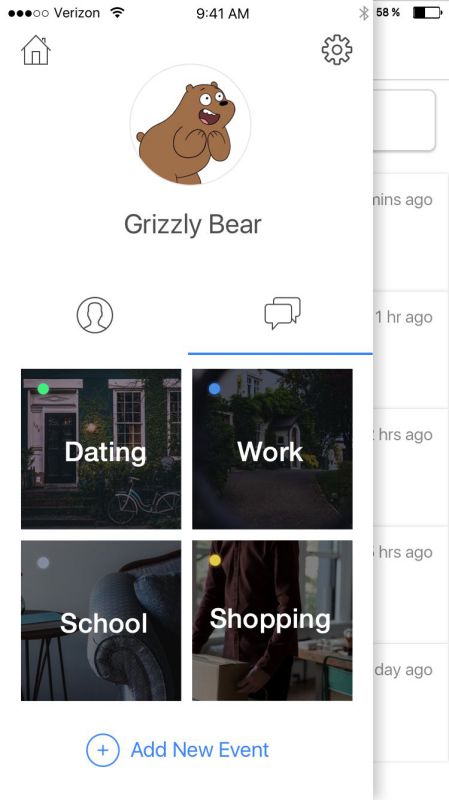 Verizon 9:41 AM 58 %
Grizzly Bear
mins ago
1 hr ago
hrs ago
hrs ago
day ago
Dating
Work
School
Shopping
Add New Event